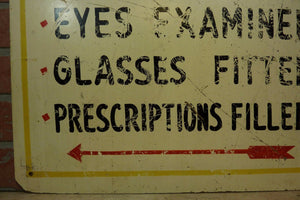 EYES EXAMINE
GLASSES FITTE
PRESCRIPTIONS FILLE